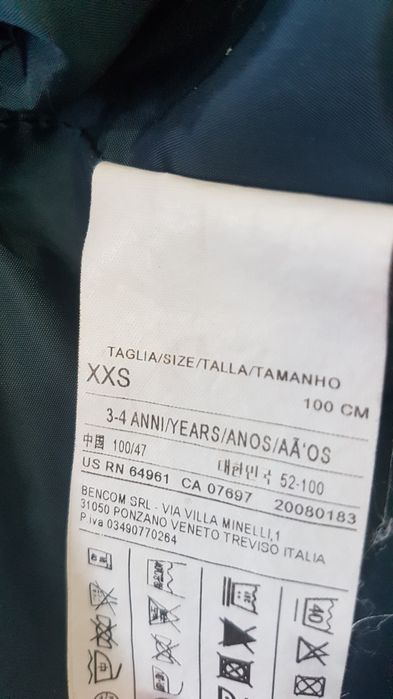 TAGLIA/SIZE/TALLA/TAMANHO
XXS 100 CM
3-4 ANNI/YEARS/ANOS/AÃ'OS
中国 100/47 대한민국 52-100
US RN 64961 CA 07697 20080183
BENCOM SRL - VIA VILLA MINELLI,1
31050 PONZANO VENETO TREVISO ITALIA
P iva 03490770264
40